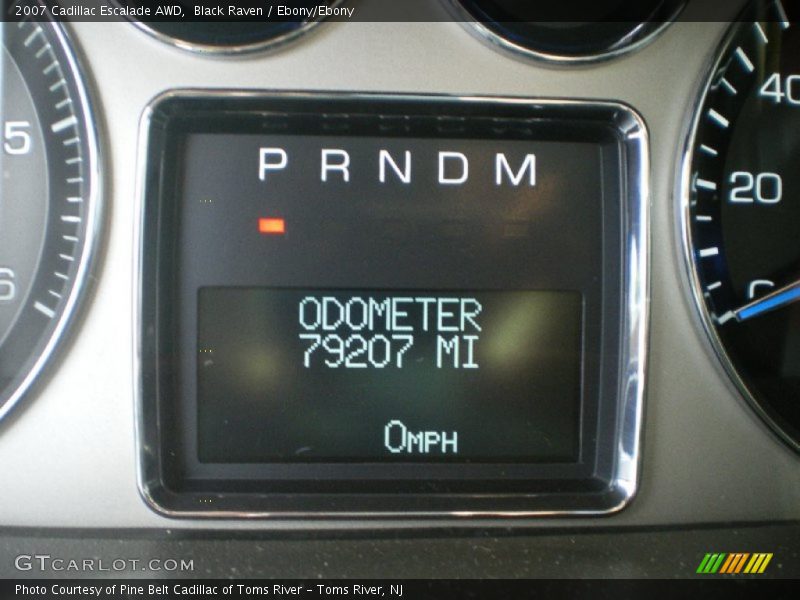 2007 Cadillac Escalade AWD, Black Raven / Ebony/Ebony
5
6
P R N D M
ODOMETER
79207 MI
0MPH
40
20
0
GTCARLOT.COM
Photo Courtesy of Pine Belt Cadillac of Toms River – Toms River, NJ